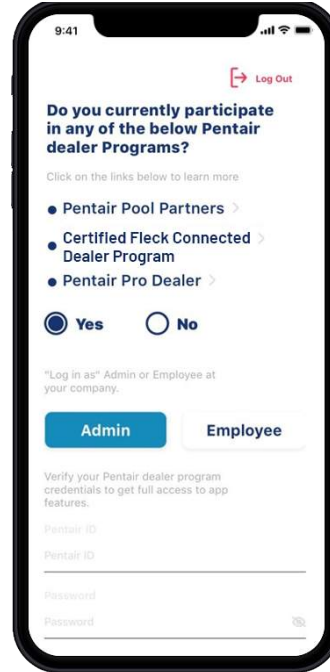 9:41
Log Out
Do you currently participate
in any of the below Pentair
dealer Programs?
Click on the links below to learn more
Pentair Pool Partners >
Certified Fleck Connected >
Dealer Program
Pentair Pro Dealer >
Yes No
"Log in as" Admin or Employee at
your company.
Admin Employee
Verify your Pentair dealer program
credentials to get full access to app
features.
Pentair ID
Pentair ID
Password
Password